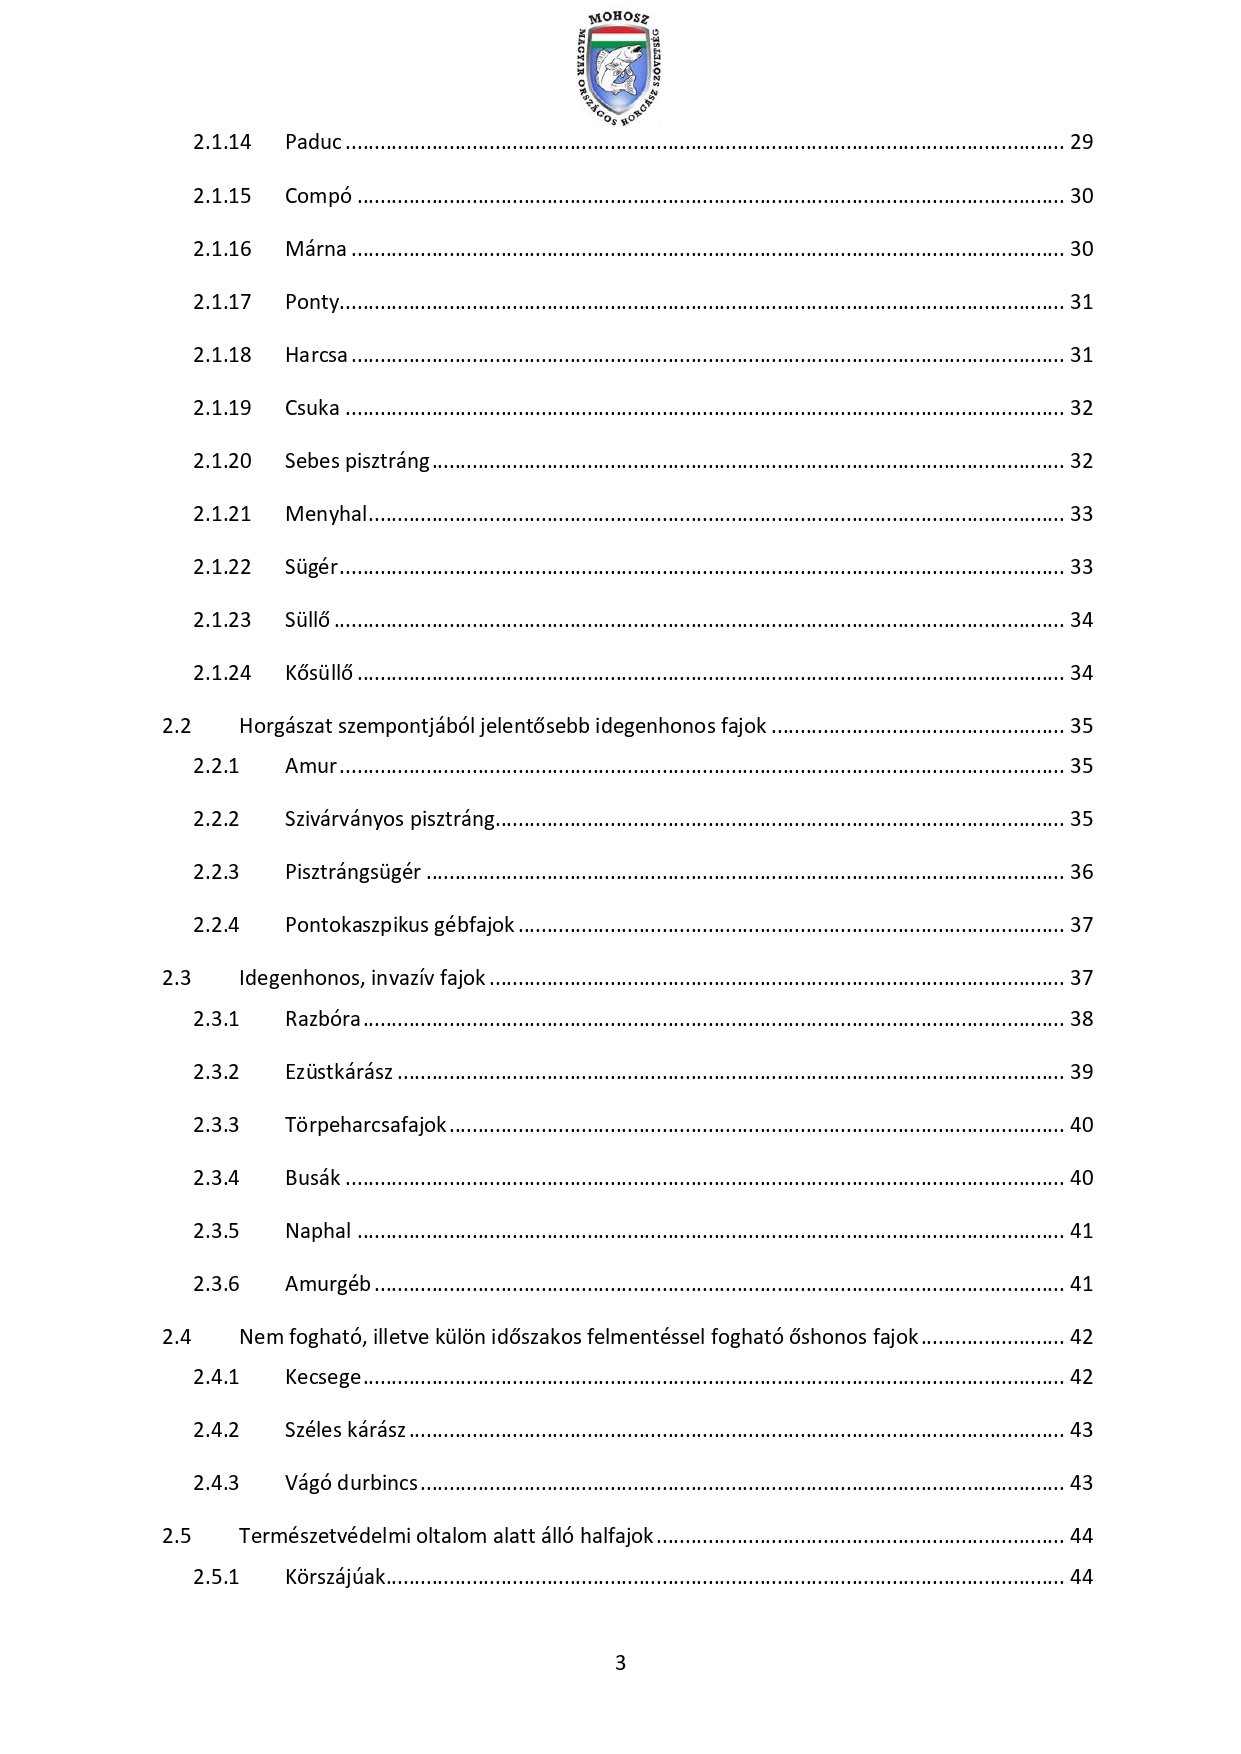 MOHOSZ
MAGYAR ORSZÁGOS HORGÁSZ SZÖVETSÉG
2.1.14 Paduc ........ 29
2.1.15 Compó ........ 30
2.1.16 Márna ........ 30
2.1.17 Ponty ........ 31
2.1.18 Harcsa ........ 31
2.1.19 Csuka ........ 32
2.1.20 Sebes pisztráng ........ 32
2.1.21 Menyhal ........ 33
2.1.22 Sügér ........ 33
2.1.23 Süllő ........ 34
2.1.24 Kősüllő ........ 34
2.2 Horgászat szempontjából jelentősebb idegenhonos fajok ........ 35
2.2.1 Amur ........ 35
2.2.2 Szivárványos pisztráng ........ 35
2.2.3 Pisztrángsügér ........ 36
2.2.4 Pontokaszpikus gébfajok ........ 37
2.3 Idegenhonos, invazív fajok ........ 37
2.3.1 Razbóra ........ 38
2.3.2 Ezüstkárász ........ 39
2.3.3 Törpeharcsafajok ........ 40
2.3.4 Busák ........ 40
2.3.5 Naphal ........ 41
2.3.6 Amurgéb ........ 41
2.4 Nem fogható, illetve külön időszakos felmentéssel fogható őshonos fajok ........ 42
2.4.1 Kecsege ........ 42
2.4.2 Széles kárász ........ 43
2.4.3 Vágó durbincs ........ 43
2.5 Természetvédelmi oltalom alatt álló halfajok ........ 44
2.5.1 Körszájúak ........ 44
3